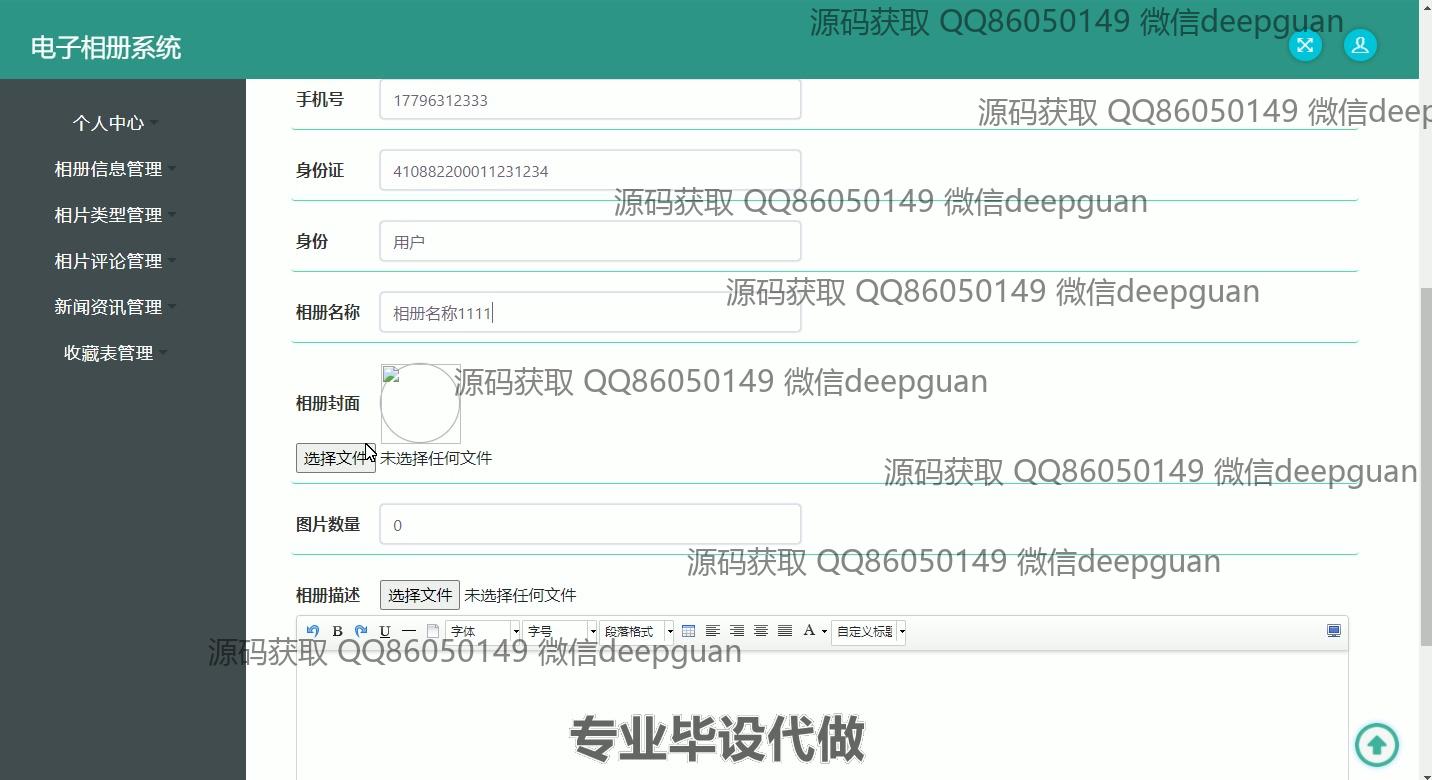 源码获取 QQ86050149 微信deepguan
电子相册系统
个人中心
相册信息管理
相片类型管理
相片评论管理
新闻资讯管理
收藏表管理
手机号 17796312333
源码获取 QQ86050149 微信deep
身份证 410882200011231234
源码获取 QQ86050149 微信deepguan
身份 用户
源码获取 QQ86050149 微信deepguan
相册名称 相册名称1111
源码获取 QQ86050149 微信deepguan
相册封面
选择文件 未选择任何文件
源码获取 QQ86050149 微信deepguan
图片数量 0
源码获取 QQ86050149 微信deepguan
相册描述 选择文件 未选择任何文件
B U 字体 字号 段落格式 A 自定义标题
源码获取 QQ86050149 微信deepguan
专业毕设代做